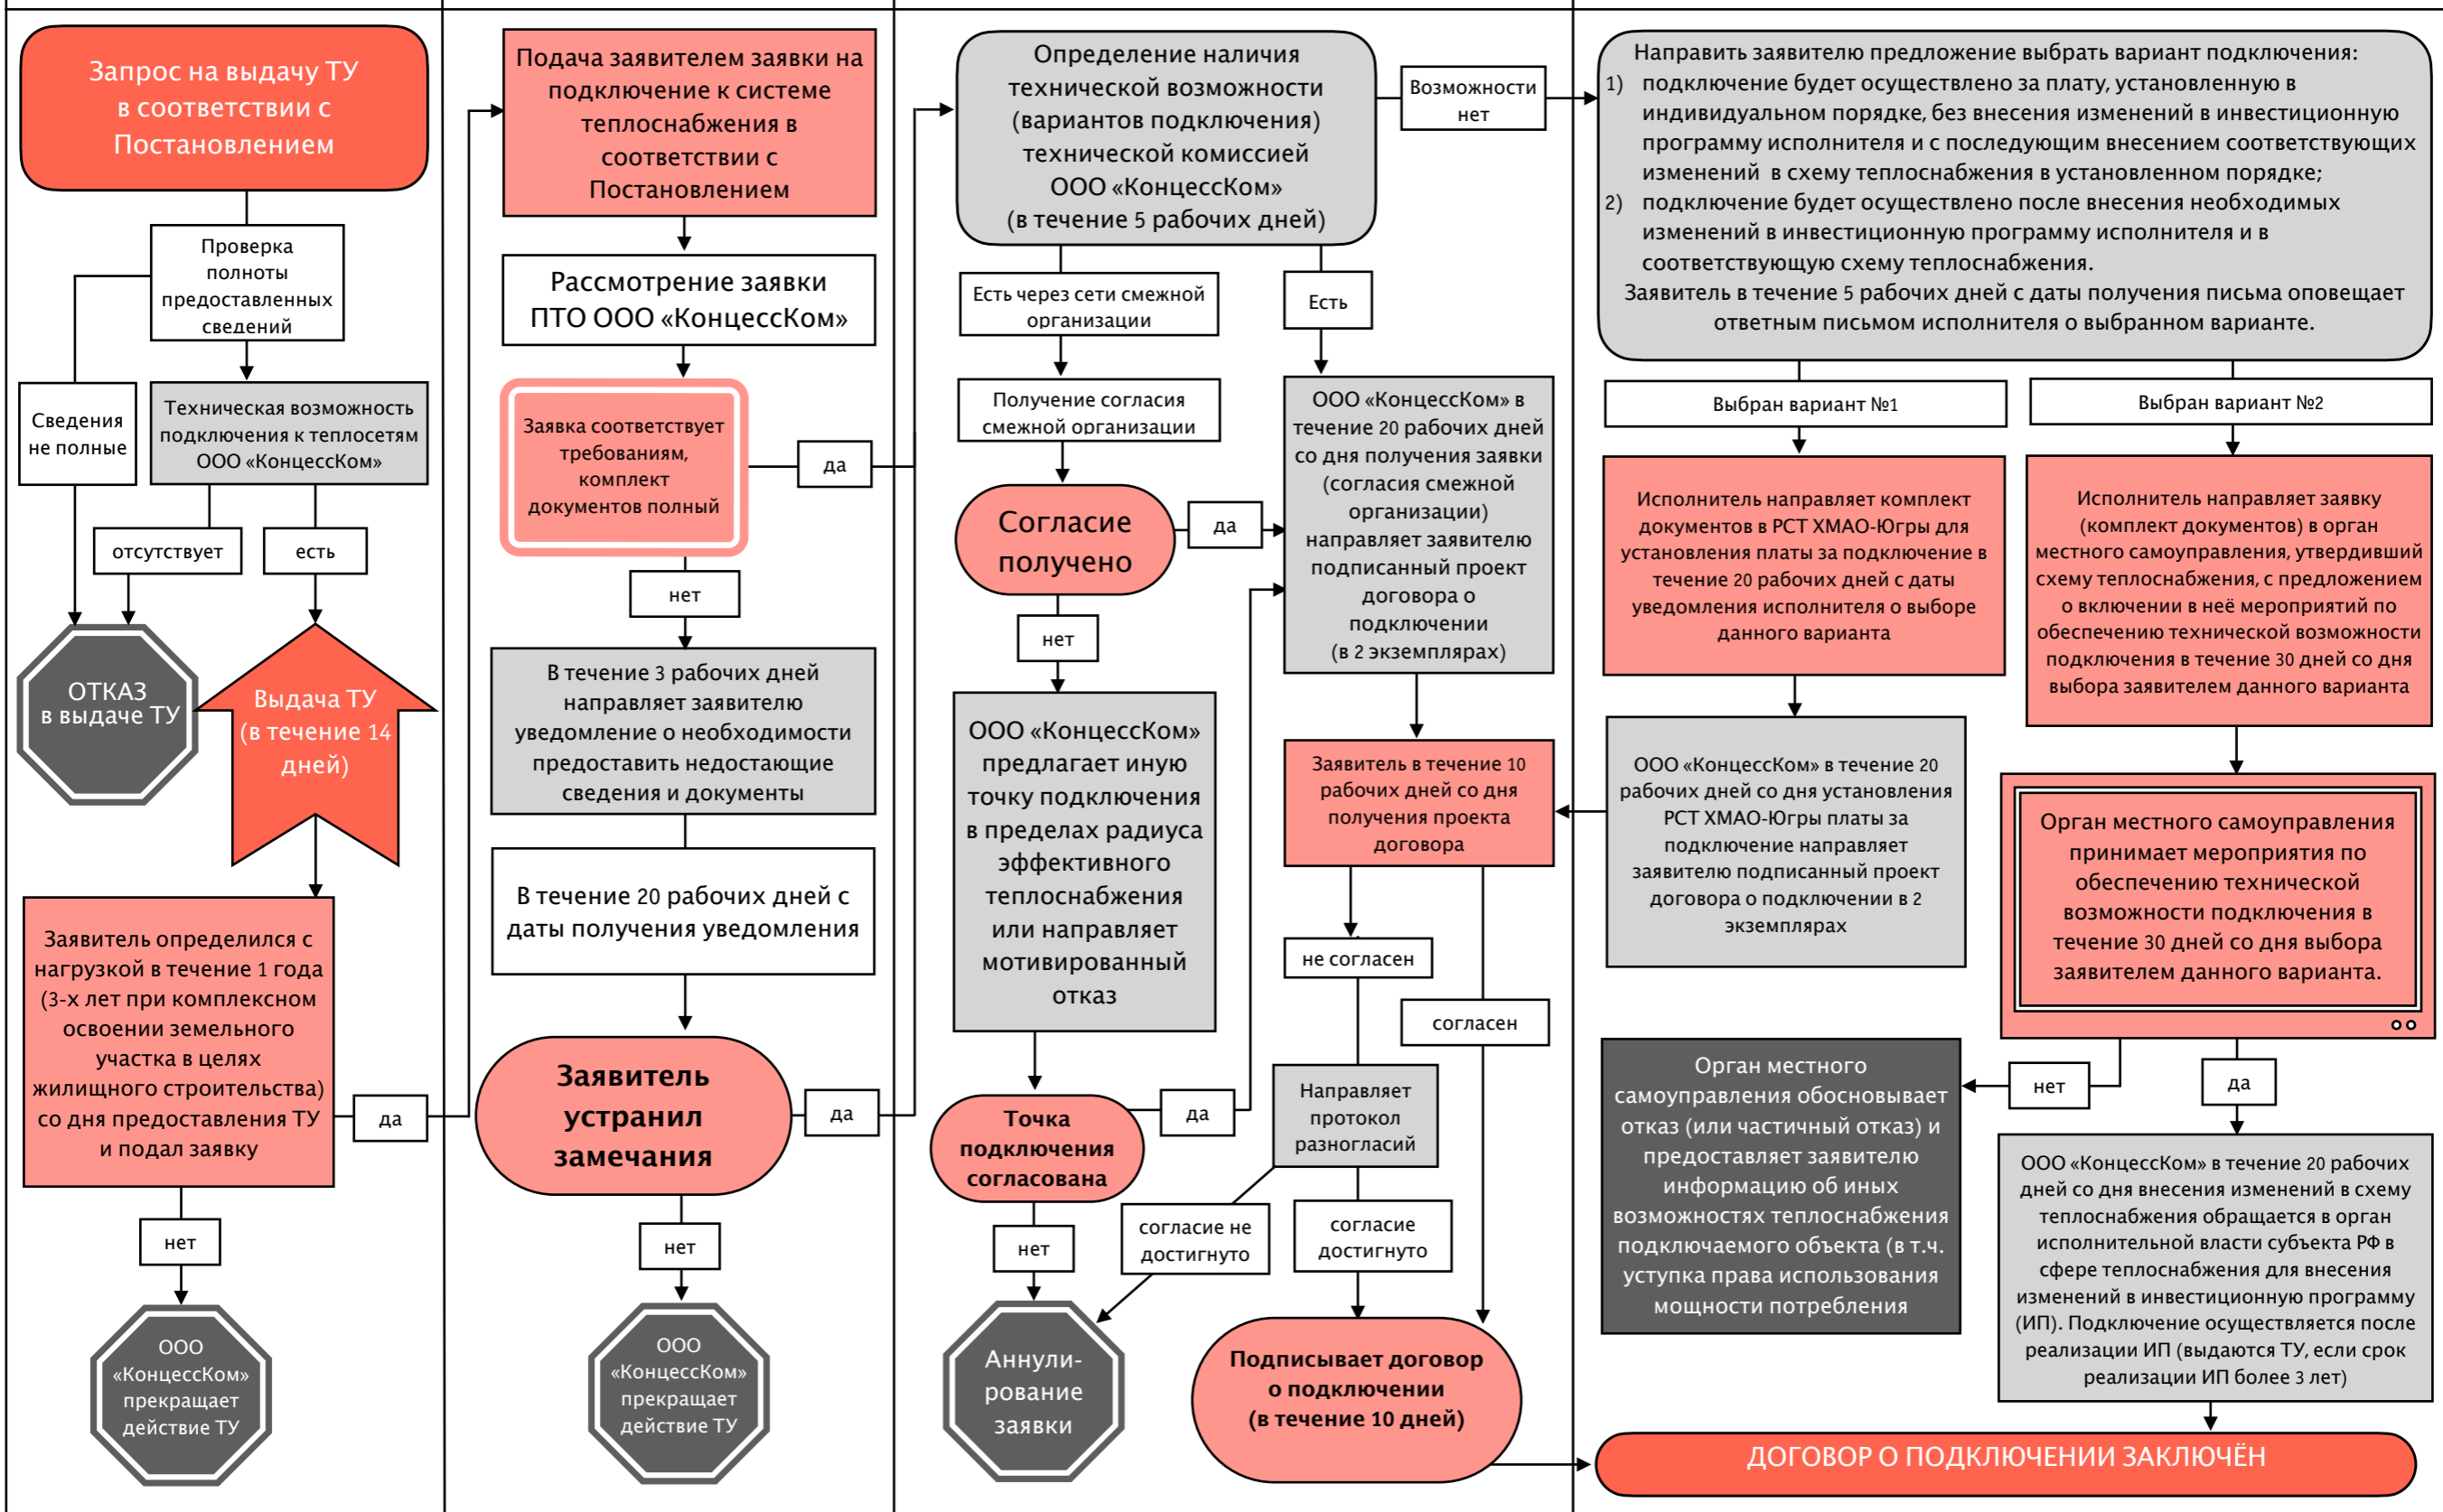 Запрос на выдачу ТУ
в соответствии с
Постановлением
Проверка
полноты
предоставленных
сведений
Сведения
не полные
Техническая возможность
подключения к теплосетям
ООО «КонцессКом»
отсутствует
есть
ОТКАЗ
в выдаче ТУ
Выдача ТУ
(в течение 14
дней)
Заявитель определился с
нагрузкой в течение 1 года
(3-х лет при комплексном
освоении земельного
участка в целях
жилищного строительства)
со дня предоставления ТУ
и подал заявку
да
нет
ООО
«КонцессКом»
прекращает
действие ТУ
Подача заявителем заявки на
подключение к системе
теплоснабжения в
соответствии с
Постановлением
Рассмотрение заявки
ПТО ООО «КонцессКом»
Заявка соответствует
требованиям,
комплект
документов полный
да
нет
В течение 3 рабочих дней
направляет заявителю
уведомление о необходимости
предоставить недостающие
сведения и документы
В течение 20 рабочих дней с
даты получения уведомления
Заявитель
устранил
замечания
да
нет
ООО
«КонцессКом»
прекращает
действие ТУ
Определение наличия
технической возможности
(вариантов подключения)
технической комиссией
ООО «КонцессКом»
(в течение 5 рабочих дней)
Возможности
нет
Есть через сети смежной
организации
Есть
Получение согласия
смежной организации
Согласие
получено
да
нет
ООО «КонцессКом» в
течение 20 рабочих дней
со дня получения заявки
(согласия смежной
организации)
направляет заявителю
подписанный проект
договора о
подключении
(в 2 экземплярах)
ООО «КонцессКом»
предлагает иную
точку подключения
в пределах радиуса
эффективного
теплоснабжения
или направляет
мотивированный
отказ
Заявитель в течение 10
рабочих дней со дня
получения проекта
договора
не согласен
согласен
Точка
подключения
согласована
да
нет
Направляет
протокол
разногласий
согласие не
достигнуто
согласие
достигнуто
Аннули-
рование
заявки
Подписывает договор
о подключении
(в течение 10 дней)
Направить заявителю предложение выбрать вариант подключения:
1) подключение будет осуществлено за плату, установленную в
индивидуальном порядке, без внесения изменений в инвестиционную
программу исполнителя и с последующим внесением соответствующих
изменений в схему теплоснабжения в установленном порядке;
2) подключение будет осуществлено после внесения необходимых
изменений в инвестиционную программу исполнителя и в
соответствующую схему теплоснабжения.
Заявитель в течение 5 рабочих дней с даты получения письма оповещает
ответным письмом исполнителя о выбранном варианте.
Выбран вариант №1
Выбран вариант №2
Исполнитель направляет комплект
документов в РСТ ХМАО-Югры для
установления платы за подключение в
течение 20 рабочих дней с даты
уведомления исполнителя о выборе
данного варианта
Исполнитель направляет заявку
(комплект документов) в орган
местного самоуправления, утвердивший
схему теплоснабжения, с предложением
о включении в неё мероприятий по
обеспечению технической возможности
подключения в течение 30 дней со дня
выбора заявителем данного варианта
ООО «КонцессКом» в течение 20
рабочих дней со дня установления
РСТ ХМАО-Югры платы за
подключение направляет
заявителю подписанный проект
договора о подключении в 2
экземплярах
Орган местного самоуправления
принимает мероприятия по
обеспечению технической
возможности подключения в
течение 30 дней со дня выбора
заявителем данного варианта.
нет
да
Орган местного
самоуправления обосновывает
отказ (или частичный отказ) и
предоставляет заявителю
информацию об иных
возможностях теплоснабжения
подключаемого объекта (в т.ч.
уступка права использования
мощности потребления
ООО «КонцессКом» в течение 20 рабочих
дней со дня внесения изменений в схему
теплоснабжения обращается в орган
исполнительной власти субъекта РФ в
сфере теплоснабжения для внесения
изменений в инвестиционную программу
(ИП). Подключение осуществляется после
реализации ИП (выдаются ТУ, если срок
реализации ИП более 3 лет)
ДОГОВОР О ПОДКЛЮЧЕНИИ ЗАКЛЮЧЁН